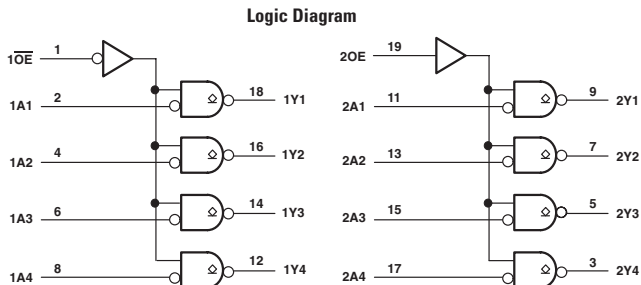 Logic Diagram
1OE 1
1A1 2 18 1Y1
1A2 4 16 1Y2
1A3 6 14 1Y3
1A4 8 12 1Y4
2OE 19
2A1 11 9 2Y1
2A2 13 7 2Y2
2A3 15 5 2Y3
2A4 17 3 2Y4